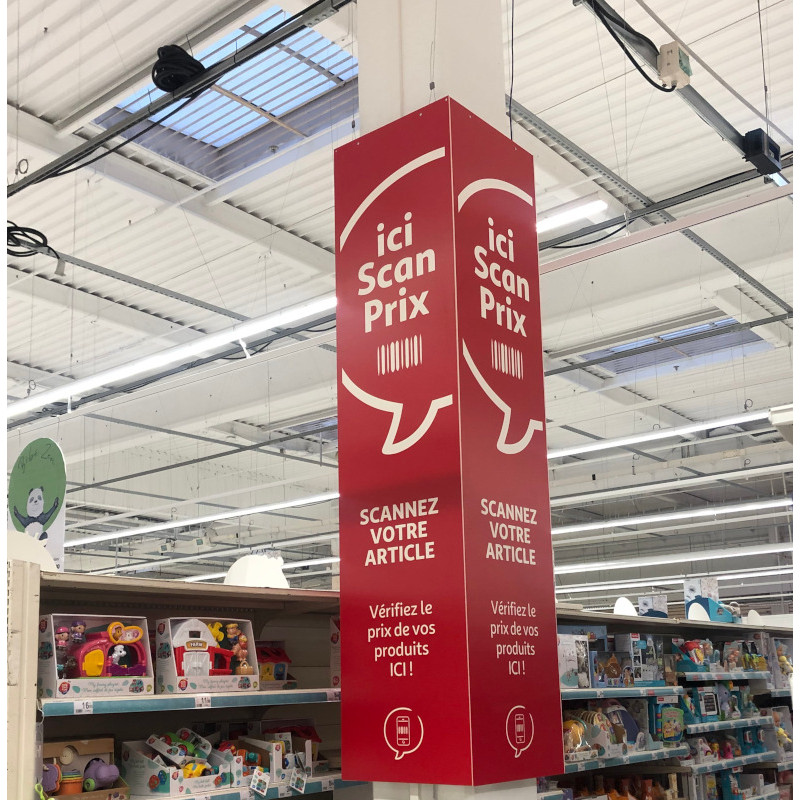 ici
Scan
Prix
SCANNEZ
VOTRE
ARTICLE
Vérifiez le
prix de vos
produits
ICI !
ici
Scan
Prix
SCANNEZ
VOTRE
ARTICLE
Vérifiez le
prix de vos
produits
ICI !